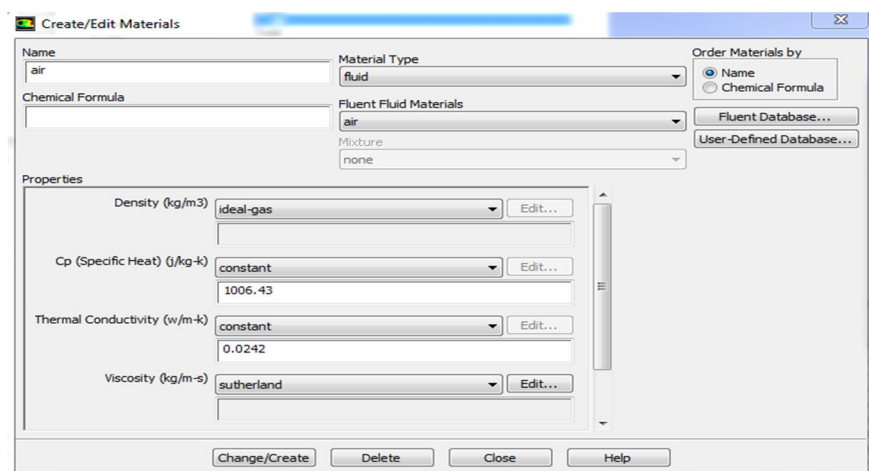 Create/Edit Materials
Name
air
Chemical Formula
Material Type
fluid
Fluent Fluid Materials
air
Mixture
none
Order Materials by
Name
Chemical Formula
Fluent Database...
User-Defined Database...
Properties
Density (kg/m3) ideal-gas Edit...
Cp (Specific Heat) (j/kg-k) constant Edit...
1006.43
Thermal Conductivity (w/m-k) constant Edit...
0.0242
Viscosity (kg/m-s) sutherland Edit...
Change/Create Delete Close Help